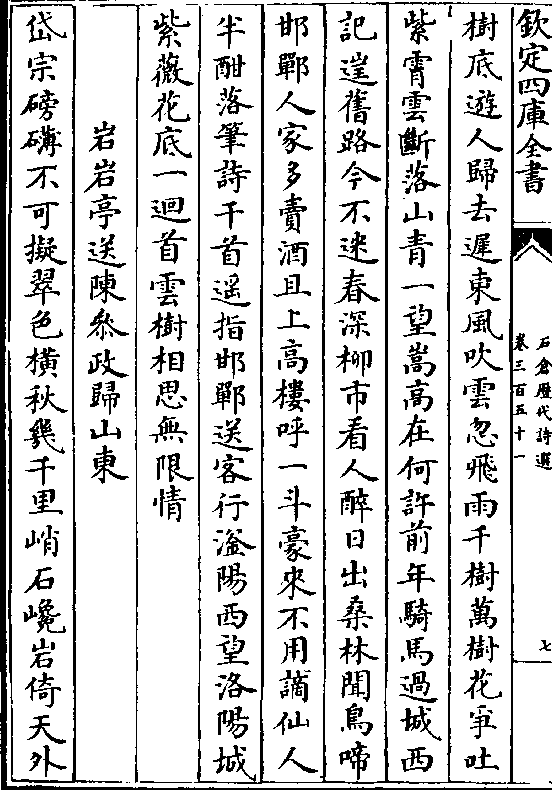 欽定四庫全書
石倉歴代詩選
卷三百五十一
七
樹底遊人歸去遲東風吹雲忽飛雨千樹萬樹花爭吐
紫霄雲斷落山青一望嵩高在何許前年騎馬過城西
記遑舊路今不迷春深柳市看人醉日出桑林聞鳥啼
邯鄲人家多賣酒且上高樓呼一斗豪來不用謫仙人
半酣落筆詩千首遥指邯鄲送客行滏陽西望洛陽城
紫薇花底一迴首雲樹相思無限情
岩岩亭送陳叅政歸山東
岱宗磅礴不可擬翠色橫秋幾千里峭石巉岩倚天外